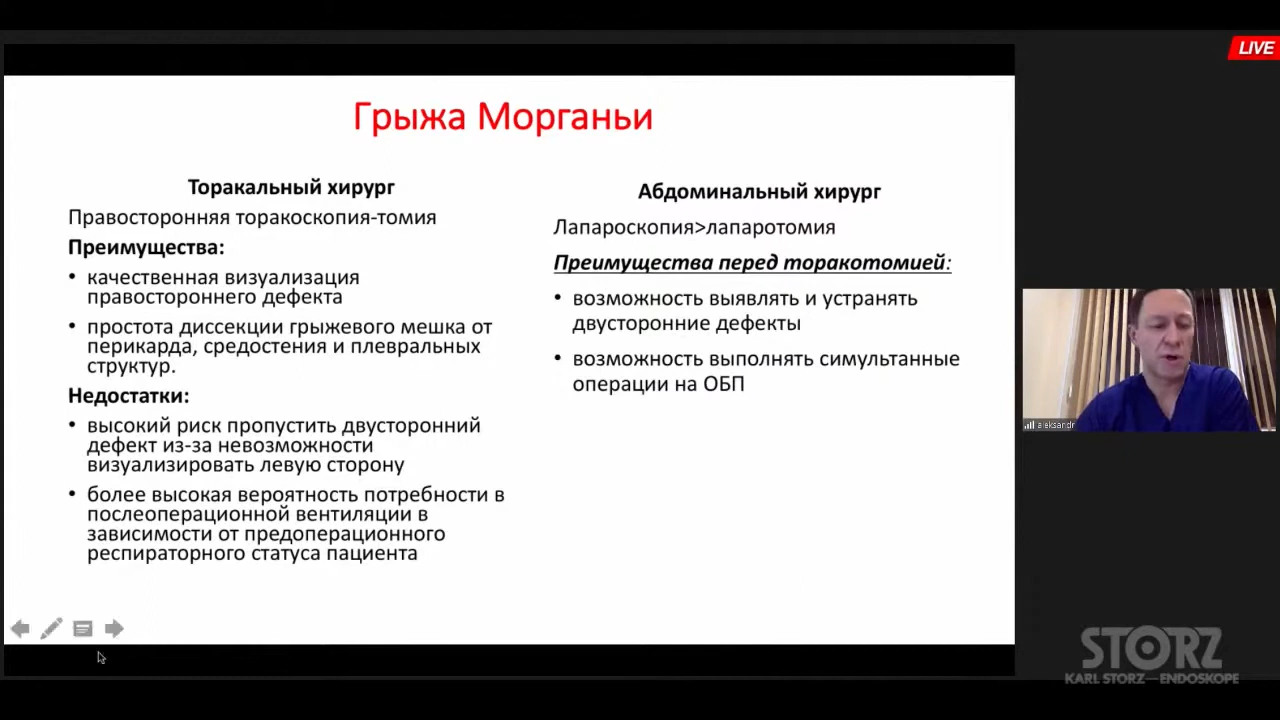 LIVE
Грыжа Морганьи
Торакальный хирург
Правосторонняя торакоскопия-томия
Преимущества:
• качественная визуализация
правостороннего дефекта
• простота диссекции грыжевого мешка от
перикарда, средостения и плевральных
структур.
Недостатки:
• высокий риск пропустить двусторонний
дефект из-за невозможности
визуализировать левую сторону
• более высокая вероятность потребности в
послеоперационной вентиляции в
зависимости от предоперационного
респираторного статуса пациента
Абдоминальный хирург
Лапароскопия>лапаротомия
Преимущества перед торакотомией:
• возможность выявлять и устранять
двусторонние дефекты
• возможность выполнять симультанные
операции на ОБП
aleksandr
STORZ
KARL STORZ—ENDOSKOPE